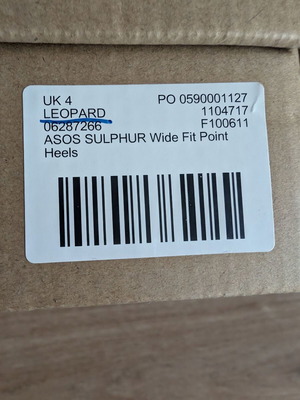 UK 4 PO 0590001127
LEOPARD 1104717
06287266 F100611
ASOS SULPHUR Wide Fit Point
Heels